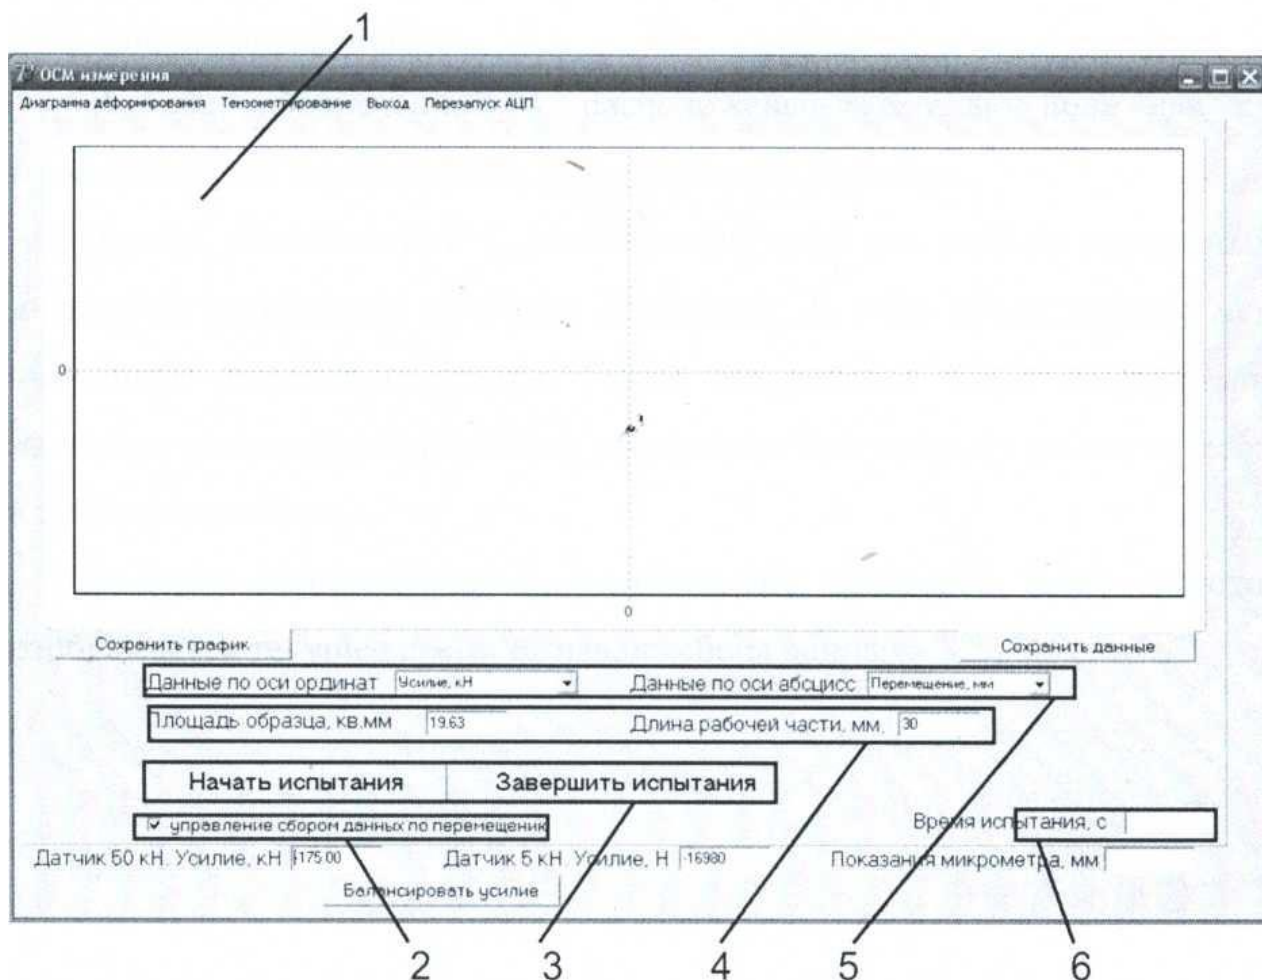 1
ОСМ измерения
Диаграмма деформирования Тензометрирование Выход Перезапуск АЦП
0
0
Сохранить график Сохранить данные
Данные по оси ординат Усилие, кН Данные по оси абсцисс Перемещение, мм
Площадь образца, кв.мм 19.63 Длина рабочей части, мм, 30
Начать испытания Завершить испытания
управление сбором данных по перемещени
Время испытания, с
Датчик 50 кН. Усилие, кН -175.00 Датчик 5 кН. Усилие, Н -16980 Показания микрометра, мм
Балансировать усилие
2 3 4 5 6